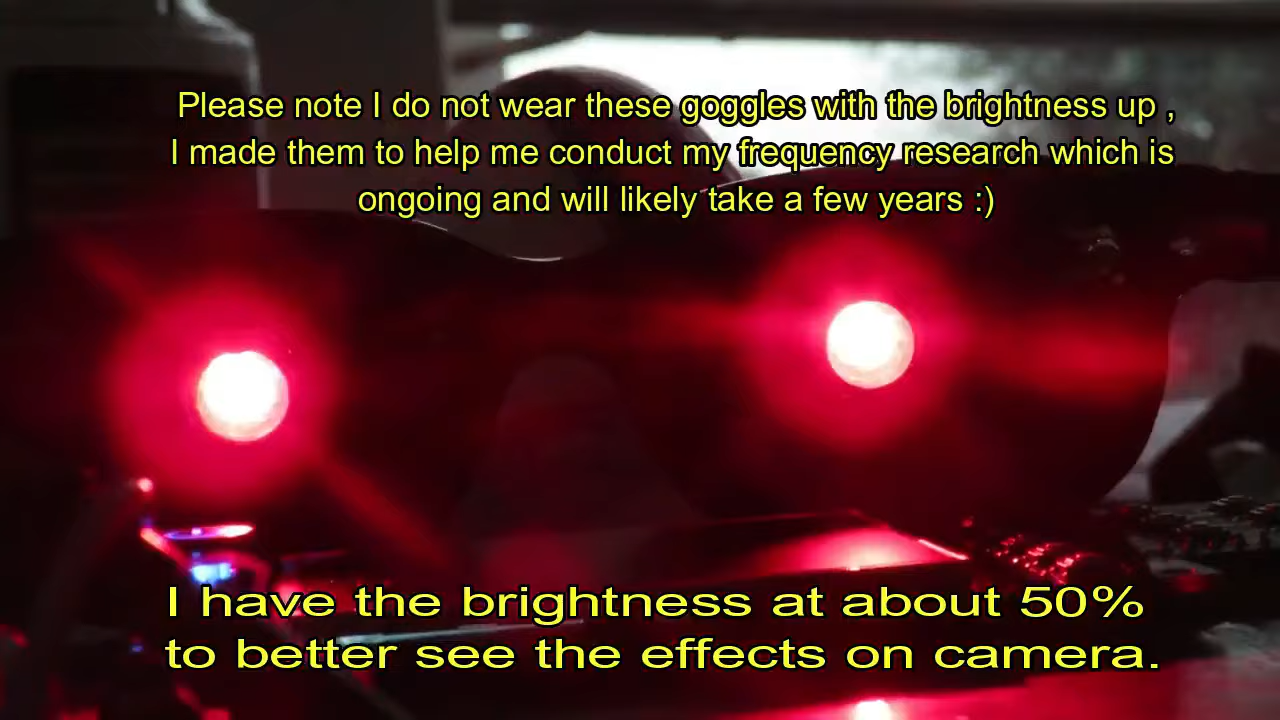 Please note I do not wear these goggles with the brightness up ,
I made them to help me conduct my frequency research which is
ongoing and will likely take a few years :)
I have the brightness at about 50%
to better see the effects on camera.